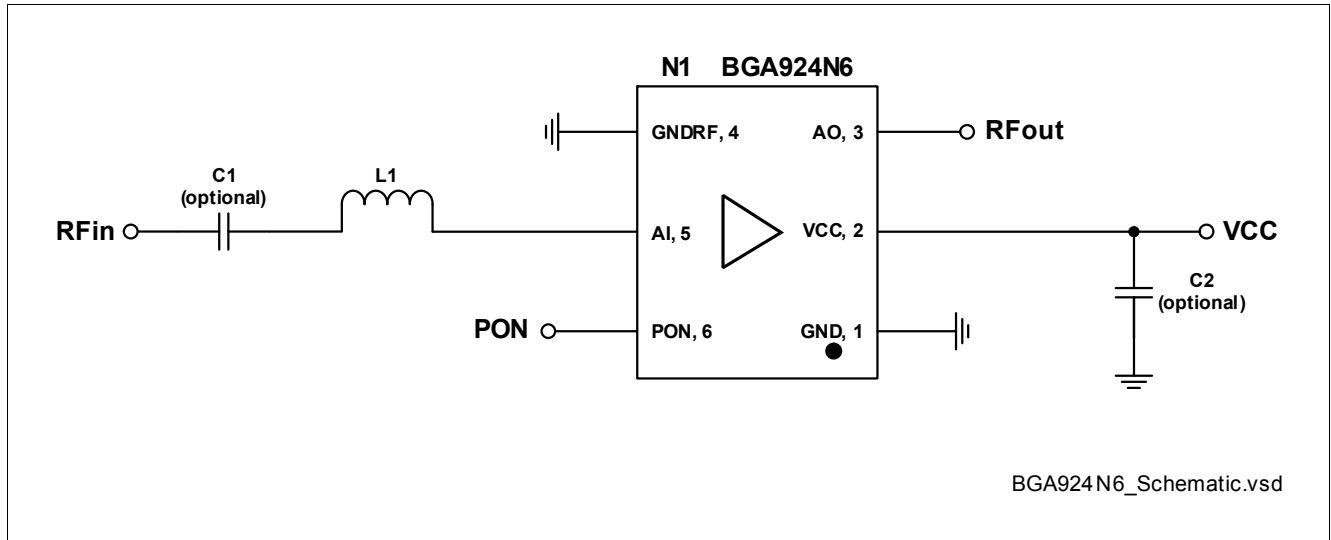 N1 BGA924N6
GNDRF, 4
AO, 3
RFout
C1
(optional)
L1
RFin
AI, 5
VCC, 2
VCC
C2
(optional)
PON
PON, 6
GND, 1
BGA924N6_Schematic.vsd